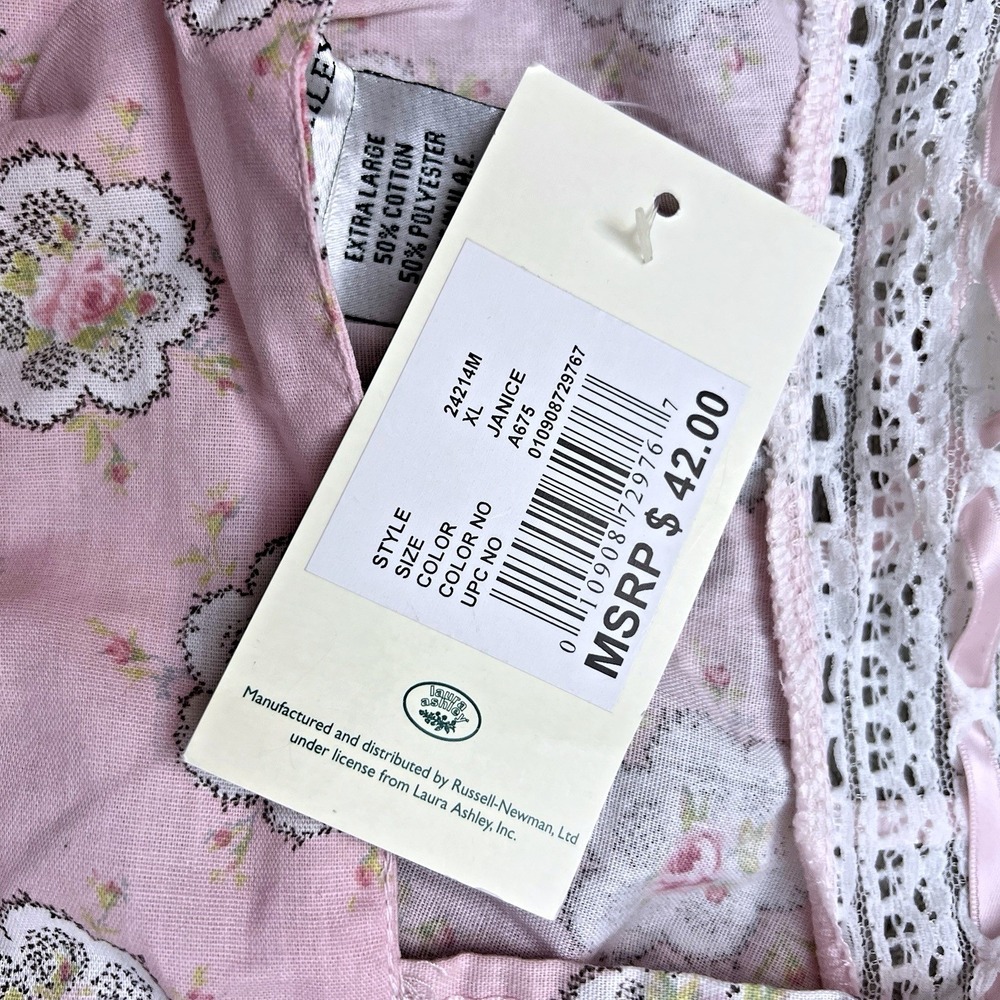 EXTRA LARGE
50% COTTON
50% POLYESTER
STYLE 24214M
SIZE XL
COLOR JANICE
COLOR NO A675
UPC NO 010908729767
0 10908 72976 7
MSRP $ 42.00
laura
ashley
Manufactured and distributed by Russell-Newman, Ltd
under license from Laura Ashley, Inc.